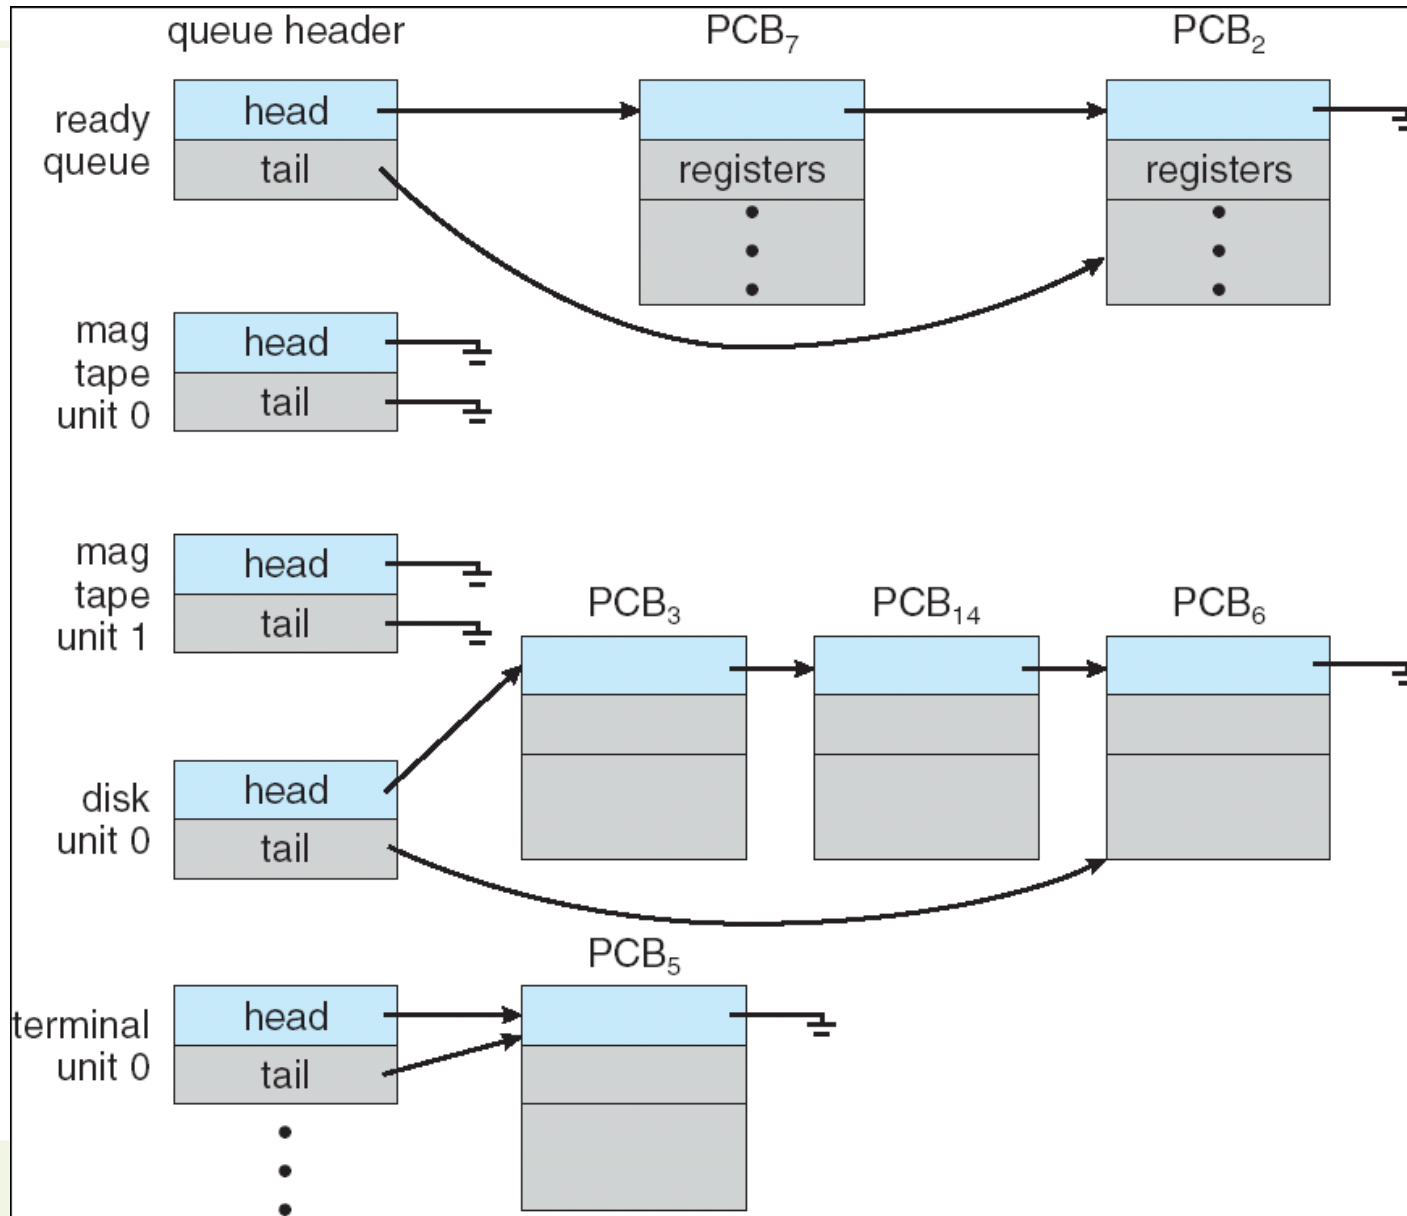 queue header
PCB7
PCB2
ready
queue
head
tail
registers
registers
mag
tape
unit 0
head
tail
mag
tape
unit 1
head
tail
PCB3
PCB14
PCB6
disk
unit 0
head
tail
PCB5
terminal
unit 0
head
tail